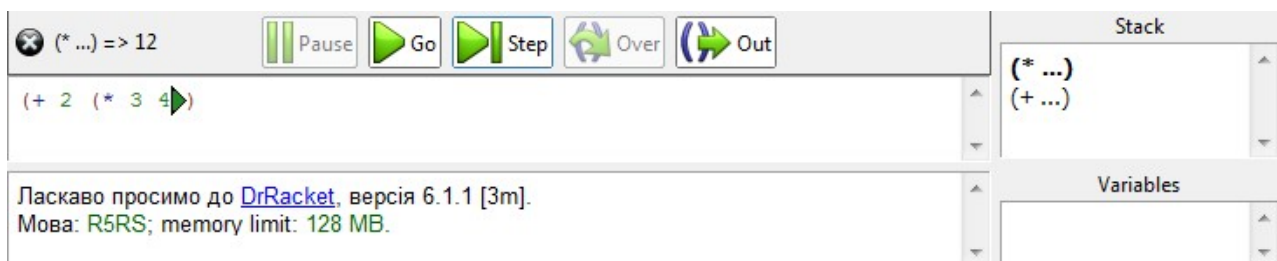 (* ...) => 12 Pause Go Step Over Out
Stack
(* ...)
(+ ...)
(+ 2 (* 3 4))
Ласкаво просимо до DrRacket, версія 6.1.1 [3m].
Мова: R5RS; memory limit: 128 MB.
Variables